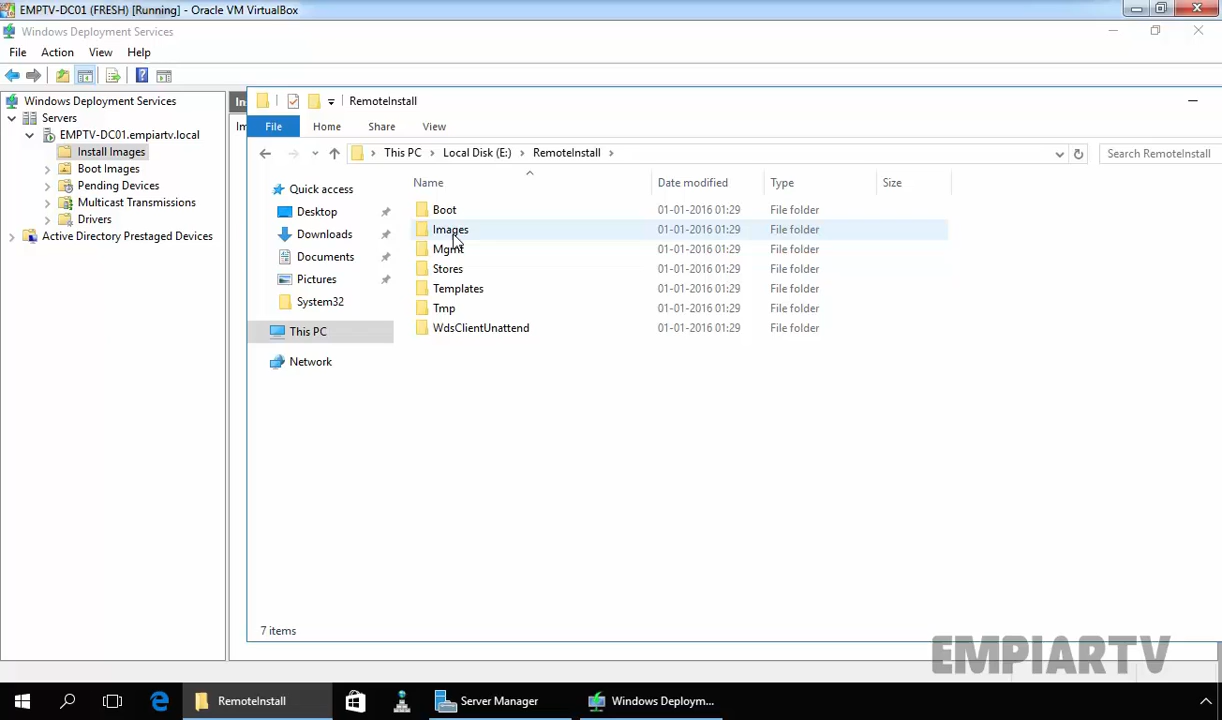 EMPTV-DC01 (FRESH) [Running] - Oracle VM VirtualBox
Windows Deployment Services
File Action View Help
Windows Deployment Services
Servers
EMPTV-DC01.empiartv.local
Install Images
Boot Images
Pending Devices
Multicast Transmissions
Drivers
Active Directory Prestaged Devices
RemoteInstall
File Home Share View
This PC Local Disk (E:) RemoteInstall
Search RemoteInstall
Quick access
Desktop
Downloads
Documents
Pictures
System32
This PC
Network
Name Date modified Type Size
Boot 01-01-2016 01:29 File folder
Images 01-01-2016 01:29 File folder
Mgmt 01-01-2016 01:29 File folder
Stores 01-01-2016 01:29 File folder
Templates 01-01-2016 01:29 File folder
Tmp 01-01-2016 01:29 File folder
WdsClientUnattend 01-01-2016 01:29 File folder
7 items
EMPIARTV
RemoteInstall Server Manager Windows Deploym...